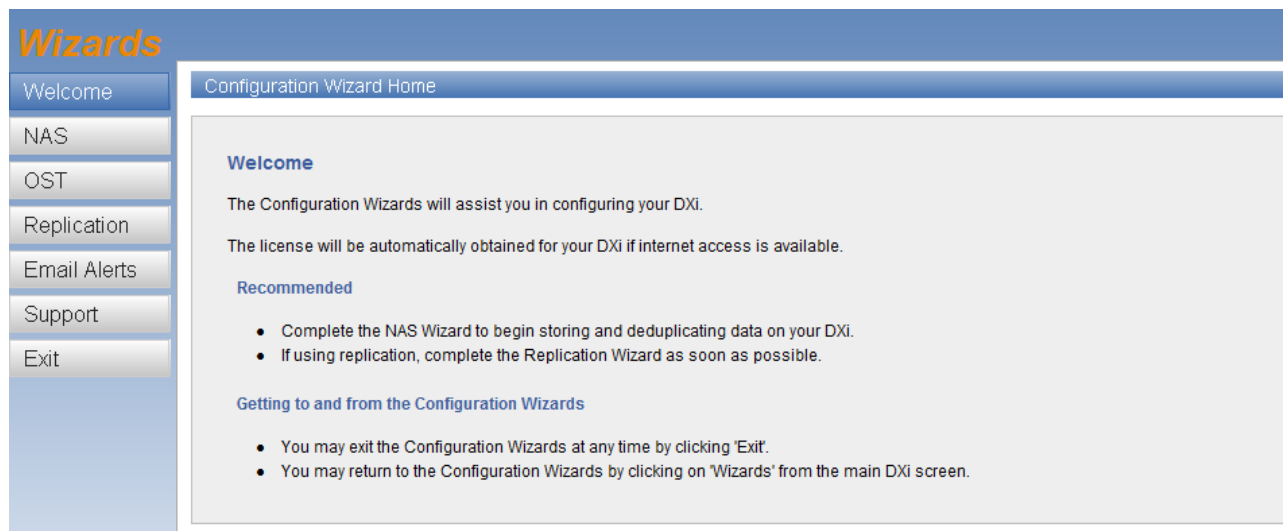 Wizards
Welcome
NAS
OST
Replication
Email Alerts
Support
Exit
Configuration Wizard Home
Welcome
The Configuration Wizards will assist you in configuring your DXi.
The license will be automatically obtained for your DXi if internet access is available.
Recommended
• Complete the NAS Wizard to begin storing and deduplicating data on your DXi.
• If using replication, complete the Replication Wizard as soon as possible.
Getting to and from the Configuration Wizards
• You may exit the Configuration Wizards at any time by clicking 'Exit'.
• You may return to the Configuration Wizards by clicking on 'Wizards' from the main DXi screen.